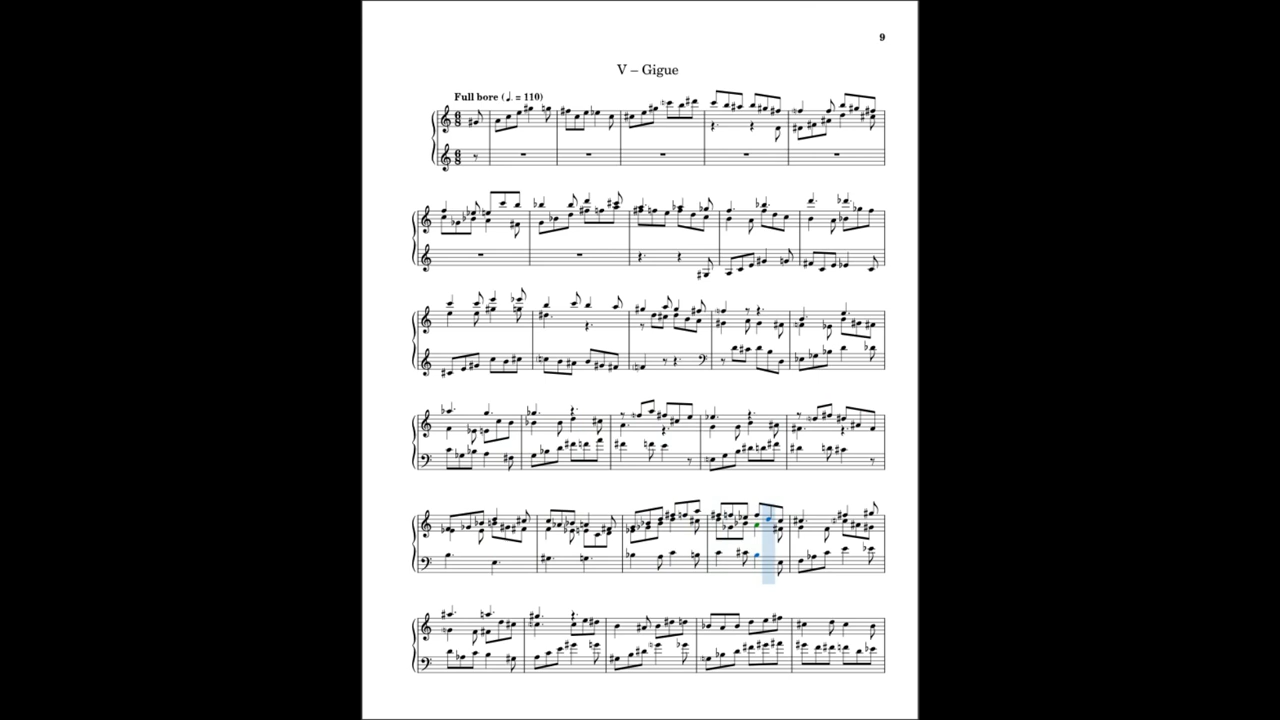 9
V – Gigue
Full bore (♩. = 110)